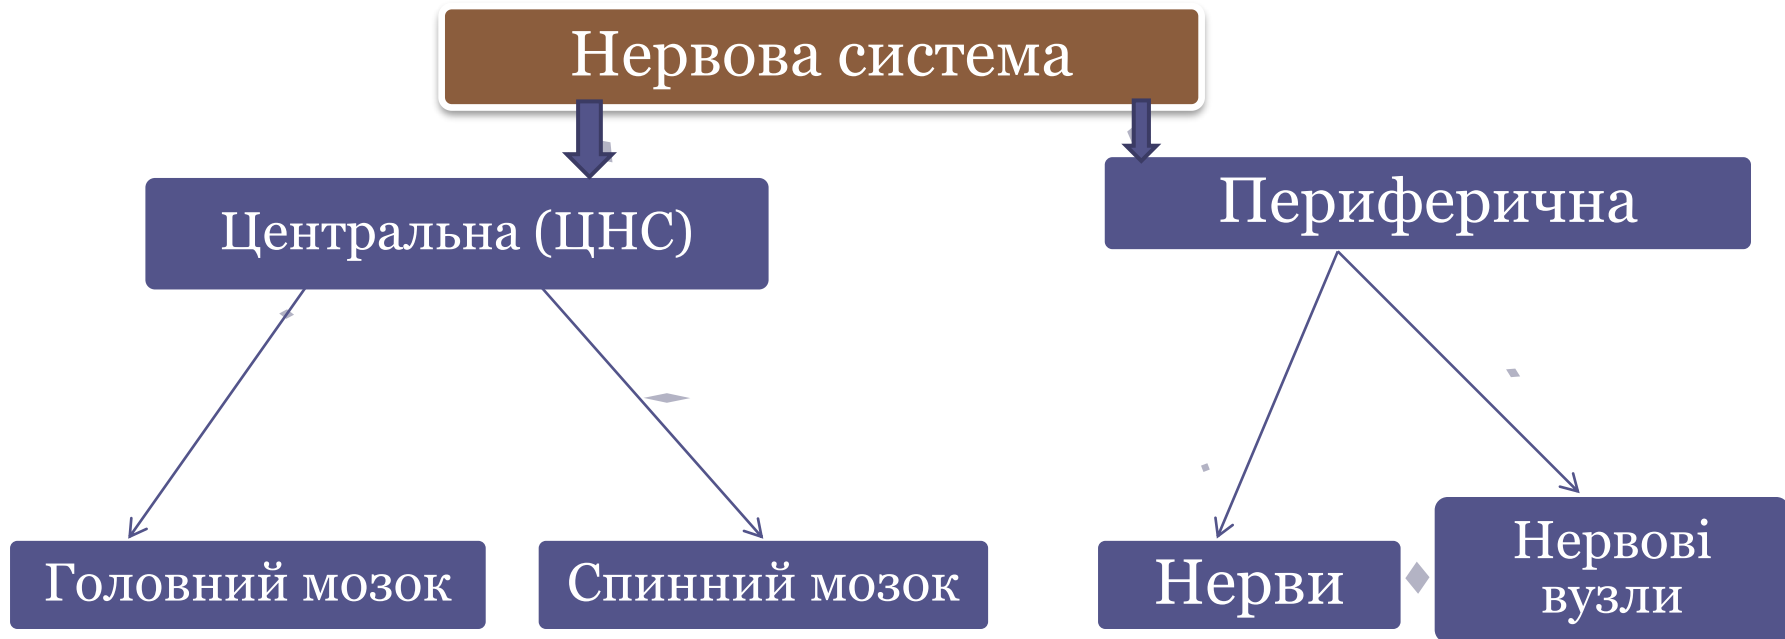 Нервова система
Центральна (ЦНС)
Периферична
Головний мозок
Спинний мозок
Нерви
Нервові
вузли